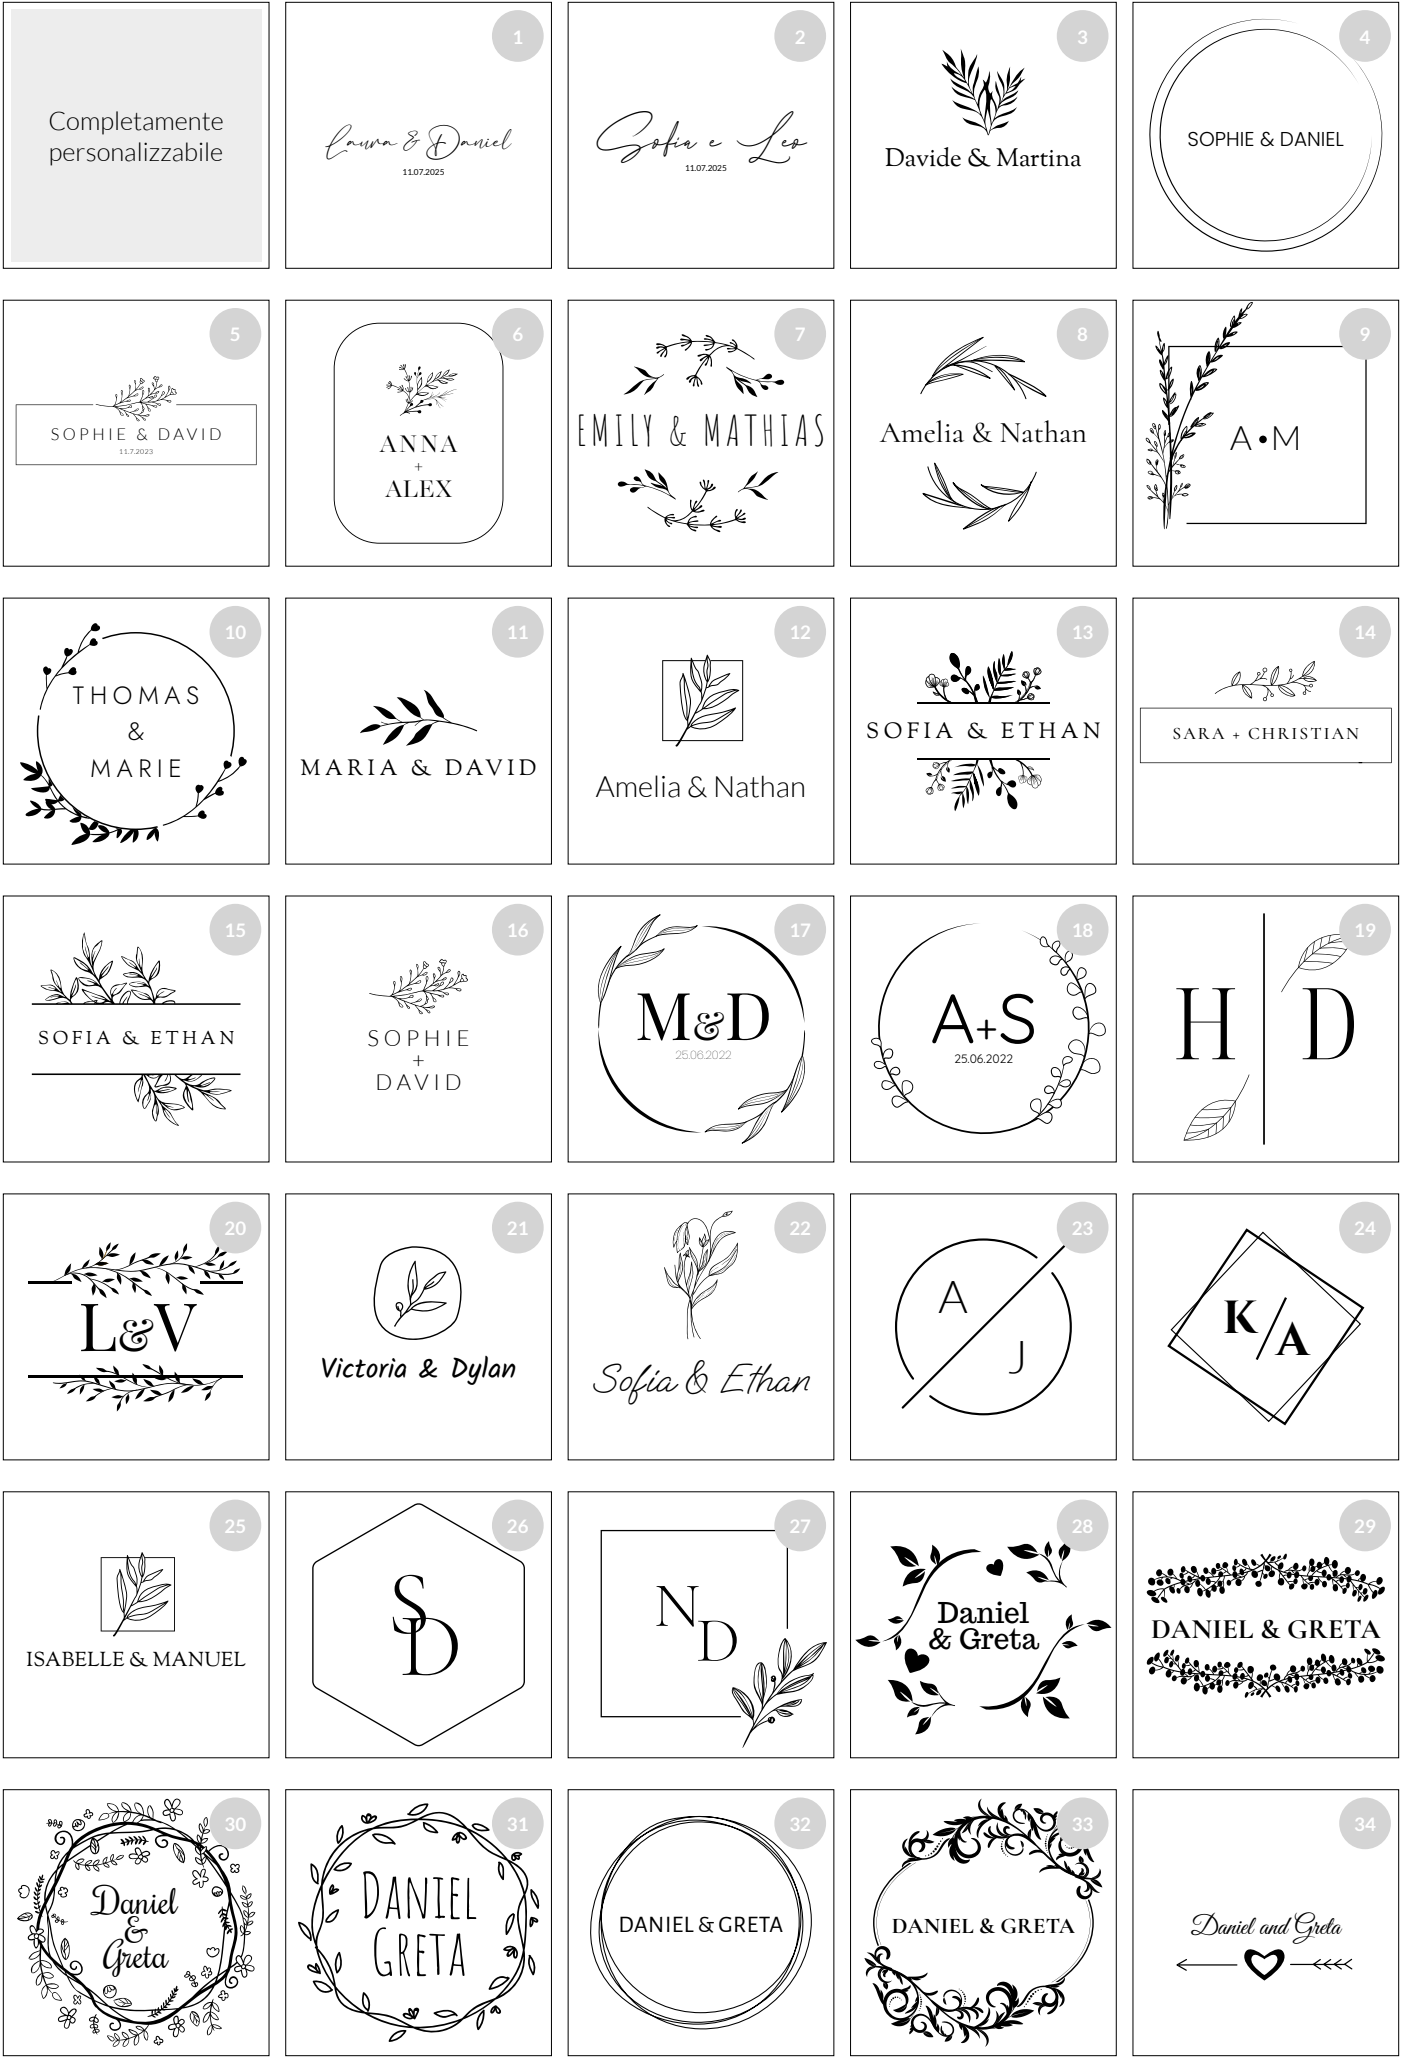 Completamente
personalizzabile
1
Laura & Daniel
11.07.2025
2
Sofia e Leo
11.07.2025
3
Davide & Martina
4
SOPHIE & DANIEL
5
SOPHIE & DAVID
11.7.2023
6
ANNA
+
ALEX
7
EMILY & MATHIAS
8
Amelia & Nathan
9
A•M
10
THOMAS
&
MARIE
11
MARIA & DAVID
12
Amelia & Nathan
13
SOFIA & ETHAN
14
SARA + CHRISTIAN
15
SOFIA & ETHAN
16
SOPHIE
+
DAVID
17
M&D
25.06.2022
18
A+S
25.06.2022
19
H D
20
L&V
21
Victoria & Dylan
22
Sofia & Ethan
23
A
J
24
K/A
25
ISABELLE & MANUEL
26
S
D
27
N
D
28
Daniel
& Greta
29
DANIEL & GRETA
30
Daniel
&
Greta
31
DANIEL
GRETA
32
DANIEL & GRETA
33
DANIEL & GRETA
34
Daniel and Greta